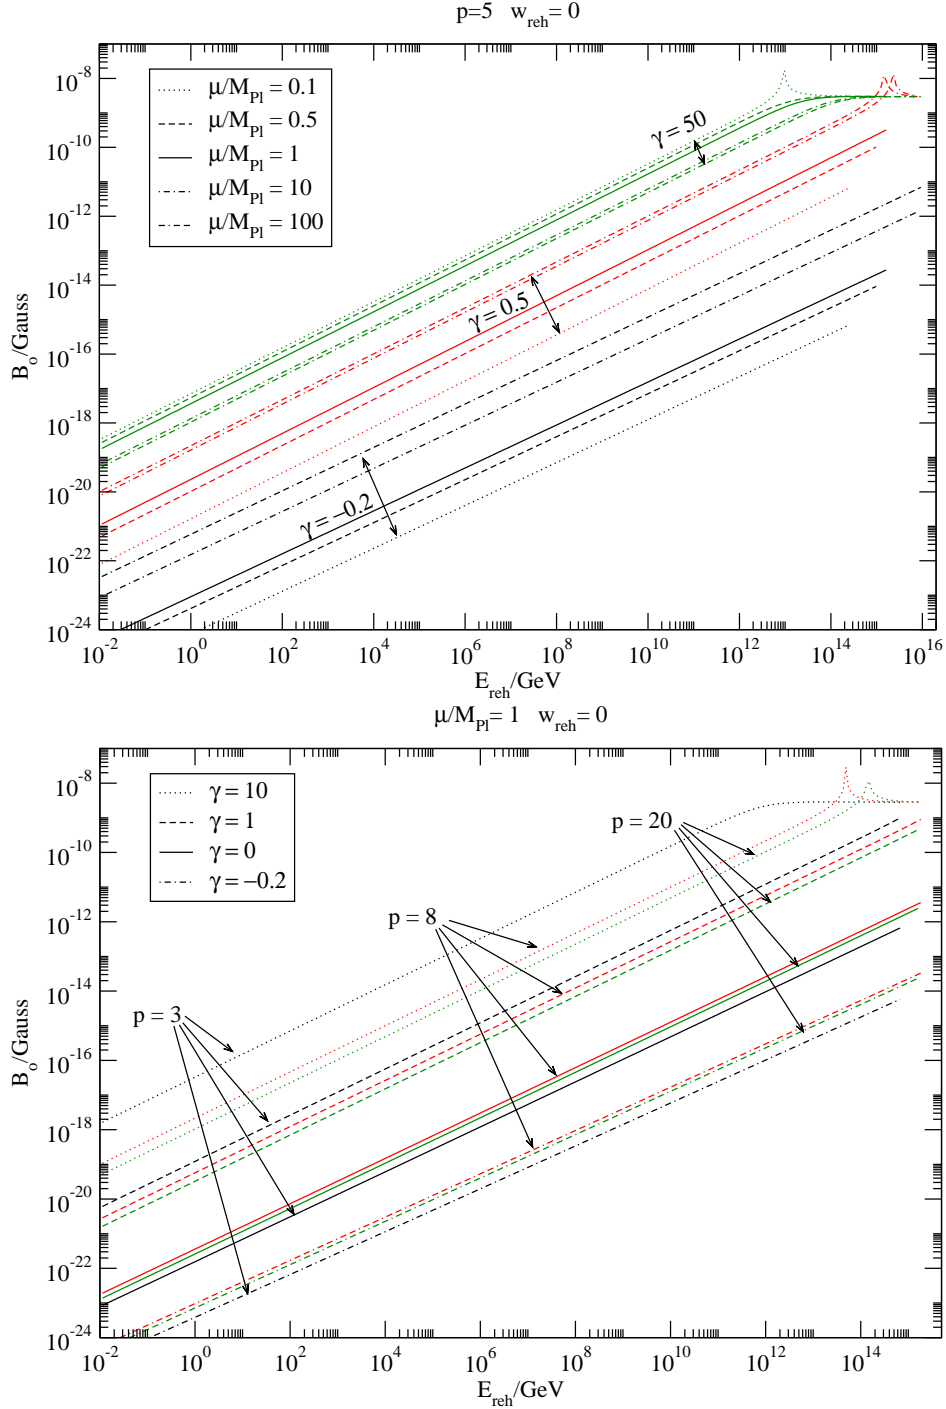 p=5 w_reh = 0
10^-8
10^-10
10^-12
10^-14
10^-16
10^-18
10^-20
10^-22
10^-24
B_o/Gauss
μ/M_Pl = 0.1
μ/M_Pl = 0.5
μ/M_Pl = 1
μ/M_Pl = 10
μ/M_Pl = 100
γ = 50
γ = 0.5
γ = −0.2
10^-2 10^0 10^2 10^4 10^6 10^8 10^10 10^12 10^14 10^16
E_reh/GeV
μ/M_Pl = 1 w_reh = 0
10^-8
10^-10
10^-12
10^-14
10^-16
10^-18
10^-20
10^-22
10^-24
B_o/Gauss
γ = 10
γ = 1
γ = 0
γ = −0.2
p = 20
p = 8
p = 3
10^-2 10^0 10^2 10^4 10^6 10^8 10^10 10^12 10^14
E_reh/GeV